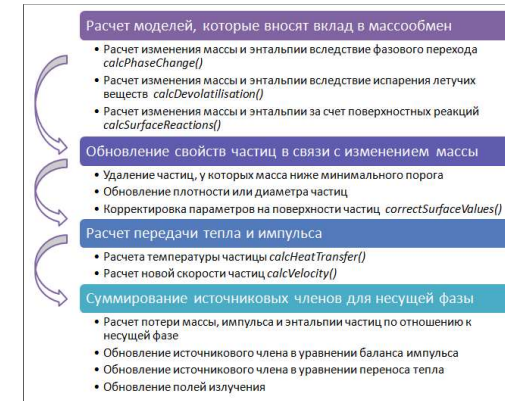 Расчет моделей, которые вносят вклад в массообмен
• Расчет изменения массы и энтальпии вследствие фазового перехода
calcPhaseChange()
• Расчет изменения массы и энтальпии вследствие испарения летучих
веществ calcDevolatilisation()
• Расчет изменения массы и энтальпии за счет поверхностных реакций
calcSurfaceReactions()
Обновление свойств частиц в связи с изменением массы
• Удаление частиц, у которых масса ниже минимального порога
• Обновление плотности или диаметра частиц
• Корректировка параметров на поверхности частиц correctSurfaceValues()
Расчет передачи тепла и импульса
• Расчета температуры частицы calcHeatTransfer()
• Расчет новой скорости частиц calcVelocity()
Суммирование источниковых членов для несущей фазы
• Расчет потери массы, импульса и энтальпии частиц по отношению к
несущей фазе
• Обновление источникового члена в уравнении баланса импульса
• Обновление источникового члена в уравнении переноса тепла
• Обновление полей излучения